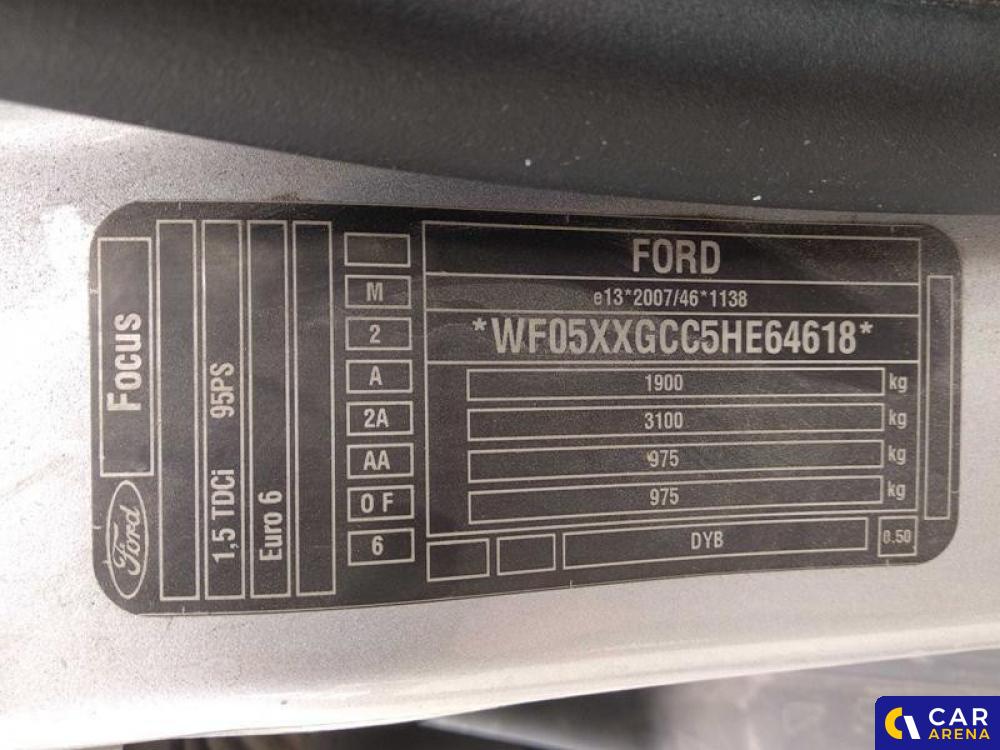 Focus
Ford
1,5 TDCi 95PS
Euro 6
M
2
A
2A
AA
0 F
6
FORD
e13*2007/46*1138
*WF05XXGCC5HE64618*
1900 kg
3100 kg
975 kg
975 kg
DYB
0.50
CAR
ARENA